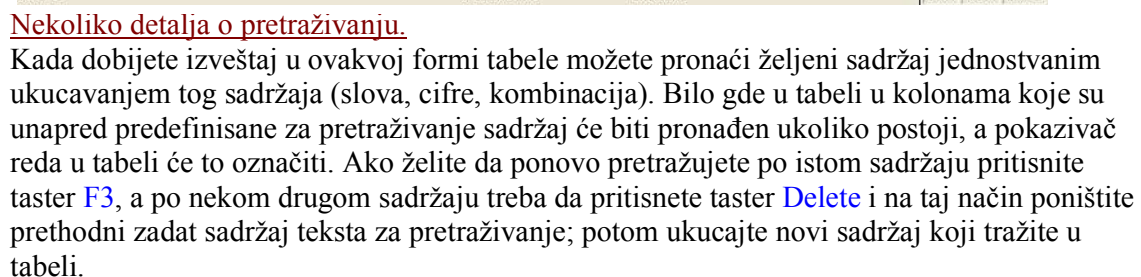 Nekoliko detalja o pretraživanju.
Kada dobijete izveštaj u ovakvoj formi tabele možete pronaći željeni sadržaj jednostvanim
ukucavanjem tog sadržaja (slova, cifre, kombinacija). Bilo gde u tabeli u kolonama koje su
unapred predefinisane za pretraživanje sadržaj će biti pronađen ukoliko postoji, a pokazivač
reda u tabeli će to označiti. Ako želite da ponovo pretražujete po istom sadržaju pritisnite
taster F3, a po nekom drugom sadržaju treba da pritisnete taster Delete i na taj način poništite
prethodni zadat sadržaj teksta za pretraživanje; potom ukucajte novi sadržaj koji tražite u
tabeli.